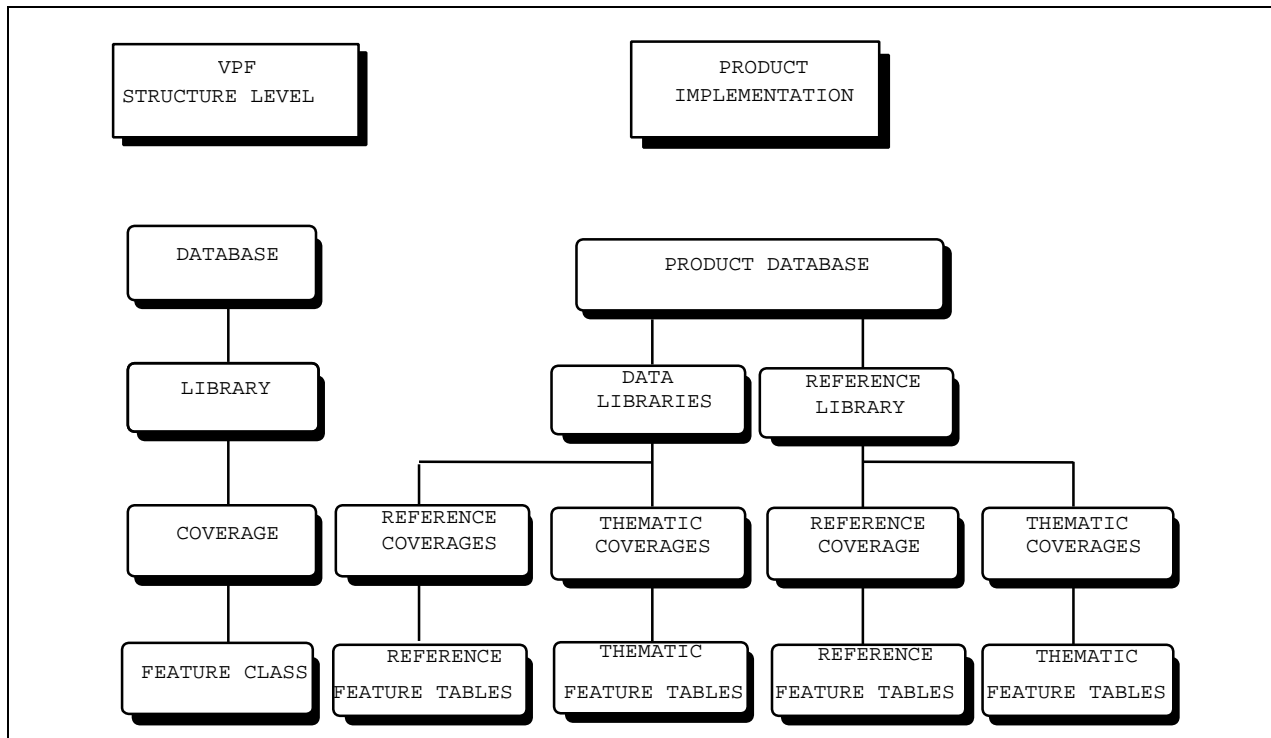 VPF
STRUCTURE LEVEL
PRODUCT
IMPLEMENTATION
DATABASE
PRODUCT DATABASE
LIBRARY
DATA
LIBRARIES
REFERENCE
LIBRARY
COVERAGE
REFERENCE
COVERAGES
THEMATIC
COVERAGES
REFERENCE
COVERAGE
THEMATIC
COVERAGES
FEATURE CLASS
REFERENCE
FEATURE TABLES
THEMATIC
FEATURE TABLES
REFERENCE
FEATURE TABLES
THEMATIC
FEATURE TABLES